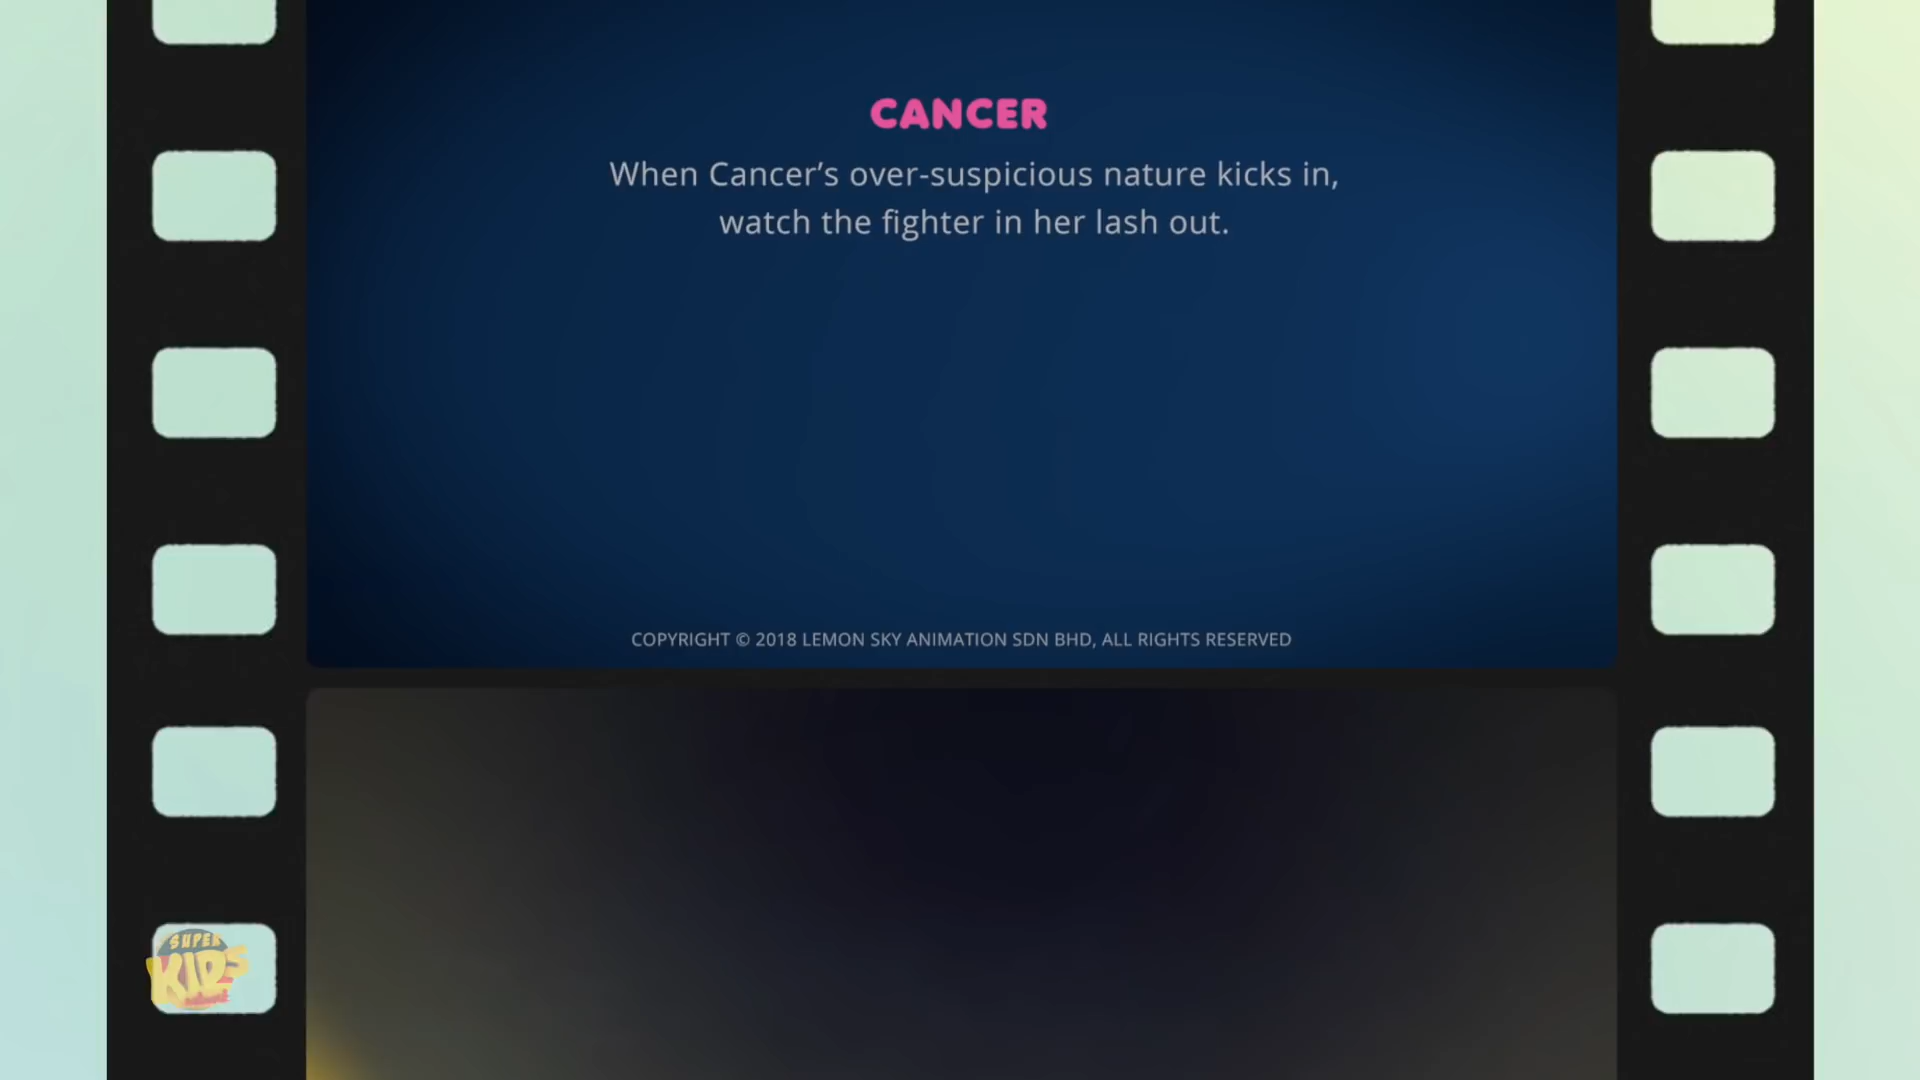 CANCER
When Cancer’s over-suspicious nature kicks in,
watch the fighter in her lash out.
COPYRIGHT © 2018 LEMON SKY ANIMATION SDN BHD, ALL RIGHTS RESERVED
SUPER
KIDS